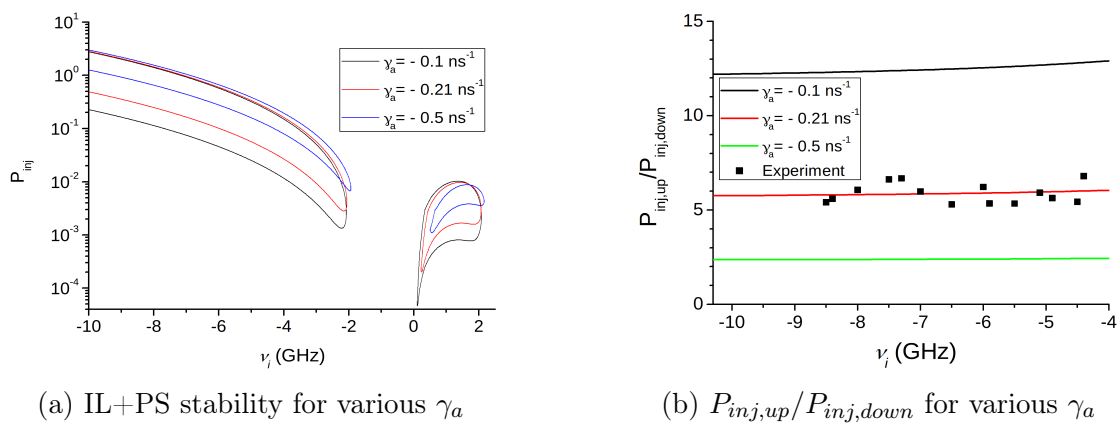 10¹
10⁰
10⁻¹
10⁻²
10⁻³
10⁻⁴
P_inj
-10 -8 -6 -4 -2 0 2
ν_i (GHz)
γ_a= - 0.1 ns⁻¹
γ_a= - 0.21 ns⁻¹
γ_a= - 0.5 ns⁻¹
(a) IL+PS stability for various γ_a
15
10
5
0
P_inj,up/P_inj,down
-10 -9 -8 -7 -6 -5 -4
ν_i (GHz)
γ_a= - 0.1 ns⁻¹
γ_a= - 0.21 ns⁻¹
γ_a= - 0.5 ns⁻¹
Experiment
(b) P_inj,up/P_inj,down for various γ_a